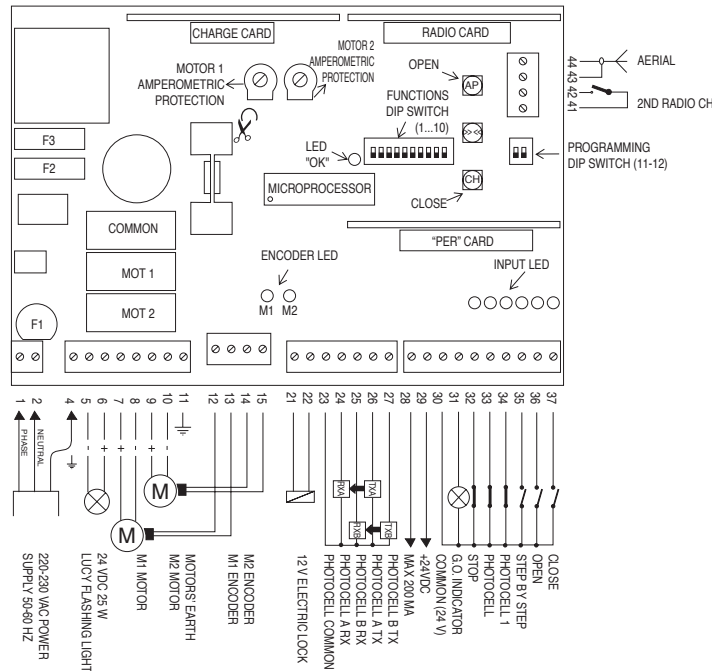 CHARGE CARD
RADIO CARD
MOTOR 1
AMPEROMETRIC
PROTECTION
MOTOR 2
AMPEROMETRIC
PROTECTION
OPEN
AP
FUNCTIONS
DIP SWITCH
(1...10)
LED
"OK"
>><<
CH
CLOSE
MICROPROCESSOR
44
43
42
41
AERIAL
2ND RADIO CH
PROGRAMMING
DIP SWITCH (11-12)
F3
F2
COMMON
MOT 1
MOT 2
F1
"PER" CARD
ENCODER LED
M1 M2
INPUT LED
1
2
4
5
6
7
8
9
10
11
12
13
14
15
21
22
23
24
25
26
27
28
29
30
31
32
33
34
35
36
37
PHASE
NEUTRAL
- + + - + -
M
M
RXA
TXA
RXB
TXB
220-230 VAC POWER
SUPPLY 50-60 HZ
24 VDC 25 W
LUCY FLASHING LIGHT
M1 MOTOR
M2 MOTOR
MOTORS' EARTH
M1 ENCODER
M2 ENCODER
12 V ELECTRIC LOCK
PHOTOCELL COMMON
PHOTOCELL A RX
PHOTOCELL B RX
PHOTOCELL A TX
PHOTOCELL B TX
MAX 200 MA
+24VDC
COMMON (24 V)
G.O. INDICATOR
STOP
PHOTOCELL
PHOTOCELL 1
STEP BY STEP
OPEN
CLOSE